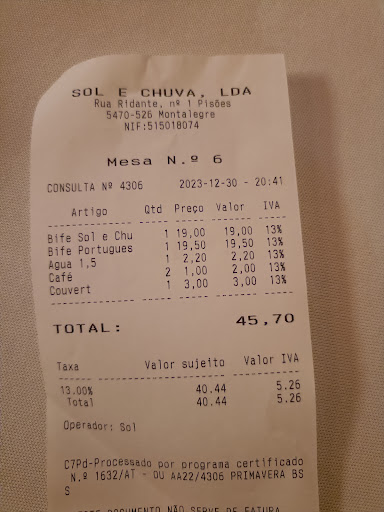 SOL E CHUVA, LDA
Rua Ridante, nº 1 Pisões
5470-526 Montalegre
NIF:515018074
Mesa N.º 6
CONSULTA Nº 4306 2023-12-30 - 20:41
Artigo Qtd Preço Valor IVA
Bife Sol e Chu 1 19,00 19,00 13%
Bife Portugues 1 19,50 19,50 13%
Agua 1,5 1 2,20 2,20 13%
Café 2 1,00 2,00 13%
Couvert 1 3,00 3,00 13%
TOTAL: 45,70
Taxa Valor sujeito Valor IVA
13.00% 40.44 5.26
Total 40.44 5.26
Operador: Sol
C7Pd-Processado por programa certificado
N.º 1632/AT - OU AA22/4306 PRIMAVERA BS
S
DOCUMENTO NÃO SERVE DE FATURA